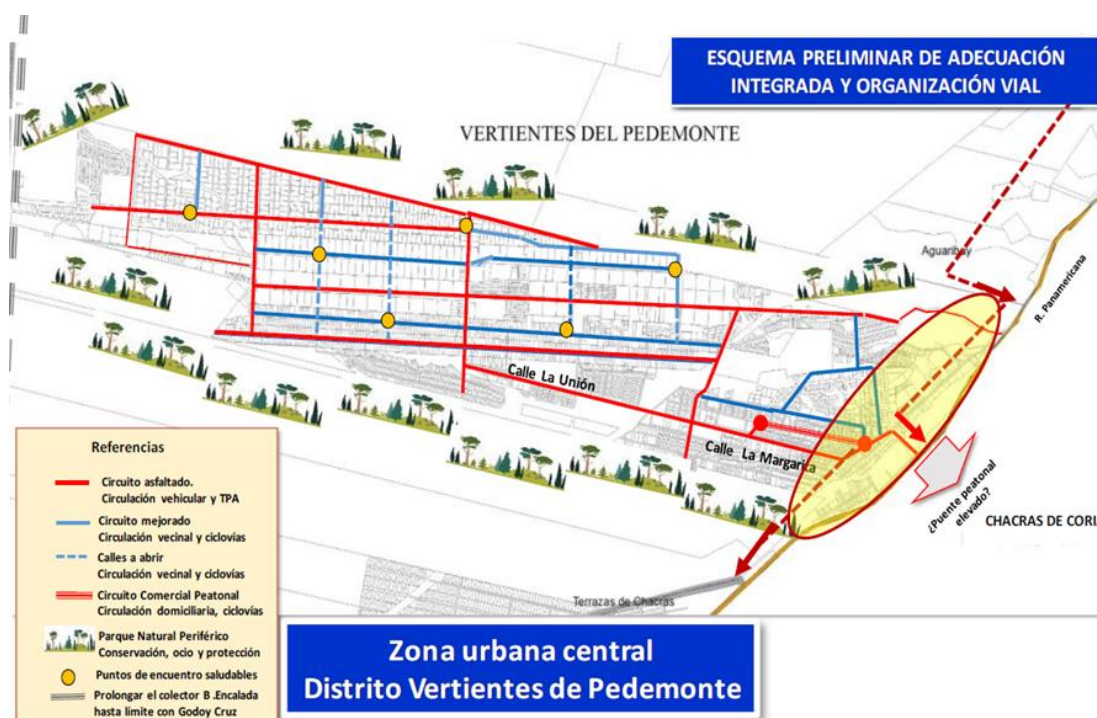 ESQUEMA PRELIMINAR DE ADECUACIÓN
INTEGRADA Y ORGANIZACIÓN VIAL
VERTIENTES DEL PEDEMONTE
Aguaribay
R. Panamericana
Calle La Unión
Calle La Margarita
¿Puente peatonal
elevado?
CHACRAS DE CORIA
Terrazas de Chacras
Referencias
Circuito asfaltado.
Circulación vehicular y TPA
Circuito mejorado
Circulación vecinal y ciclovías
Calles a abrir
Circulación vecinal y ciclovías
Circuito Comercial Peatonal
Circulación domiciliaria, ciclovías
Parque Natural Periférico
Conservación, ocio y protección
Puntos de encuentro saludables
Prolongar el colector B .Encalada
hasta límite con Godoy Cruz
Zona urbana central
Distrito Vertientes de Pedemonte